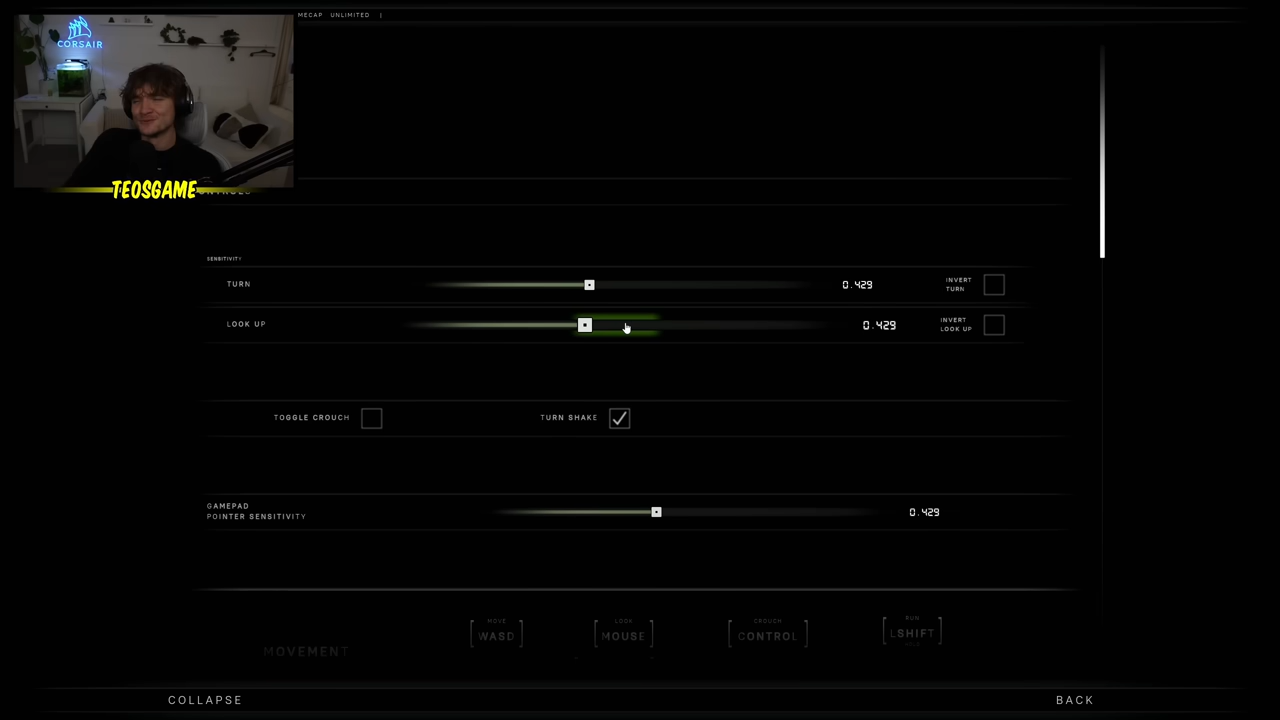 MECAP UNLIMITED |
CORSAIR
TEOSGAME
SENSITIVITY
TURN
0.429
INVERT
TURN
LOOK UP
0.429
INVERT
LOOK UP
TOGGLE CROUCH
TURN SHAKE
GAMEPAD
POINTER SENSITIVITY
0.429
MOVEMENT
MOVE
WASD
LOOK
MOUSE
CROUCH
CONTROL
RUN
LSHIFT
COLLAPSE
BACK